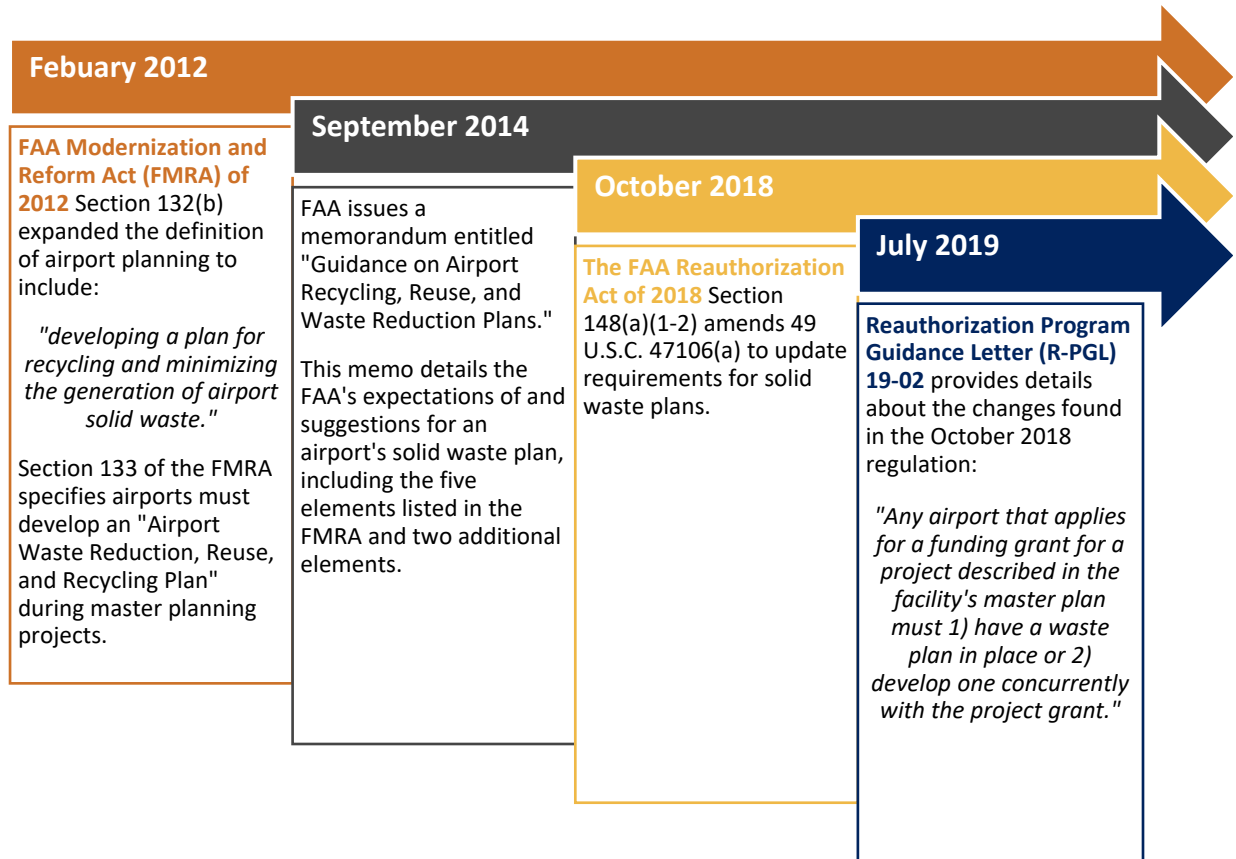 Febuary 2012
FAA Modernization and
Reform Act (FMRA) of
2012 Section 132(b)
expanded the definition
of airport planning to
include:
"developing a plan for
recycling and minimizing
the generation of airport
solid waste."
Section 133 of the FMRA
specifies airports must
develop an "Airport
Waste Reduction, Reuse,
and Recycling Plan"
during master planning
projects.
September 2014
FAA issues a
memorandum entitled
"Guidance on Airport
Recycling, Reuse, and
Waste Reduction Plans."
This memo details the
FAA's expectations of and
suggestions for an
airport's solid waste plan,
including the five
elements listed in the
FMRA and two additional
elements.
October 2018
The FAA Reauthorization
Act of 2018 Section
148(a)(1-2) amends 49
U.S.C. 47106(a) to update
requirements for solid
waste plans.
July 2019
Reauthorization Program
Guidance Letter (R-PGL)
19-02 provides details
about the changes found
in the October 2018
regulation:
"Any airport that applies
for a funding grant for a
project described in the
facility's master plan
must 1) have a waste
plan in place or 2)
develop one concurrently
with the project grant."